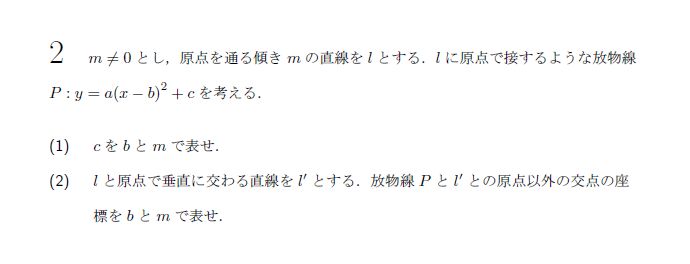 2 m ≠ 0 とし，原点を通る傾き m の直線を l とする．l に原点で接するような放物線
P : y = a(x − b)² + c を考える．
(1) c を b と m で表せ．
(2) l と原点で垂直に交わる直線を l′ とする．放物線 P と l′ との原点以外の交点の座
標を b と m で表せ．